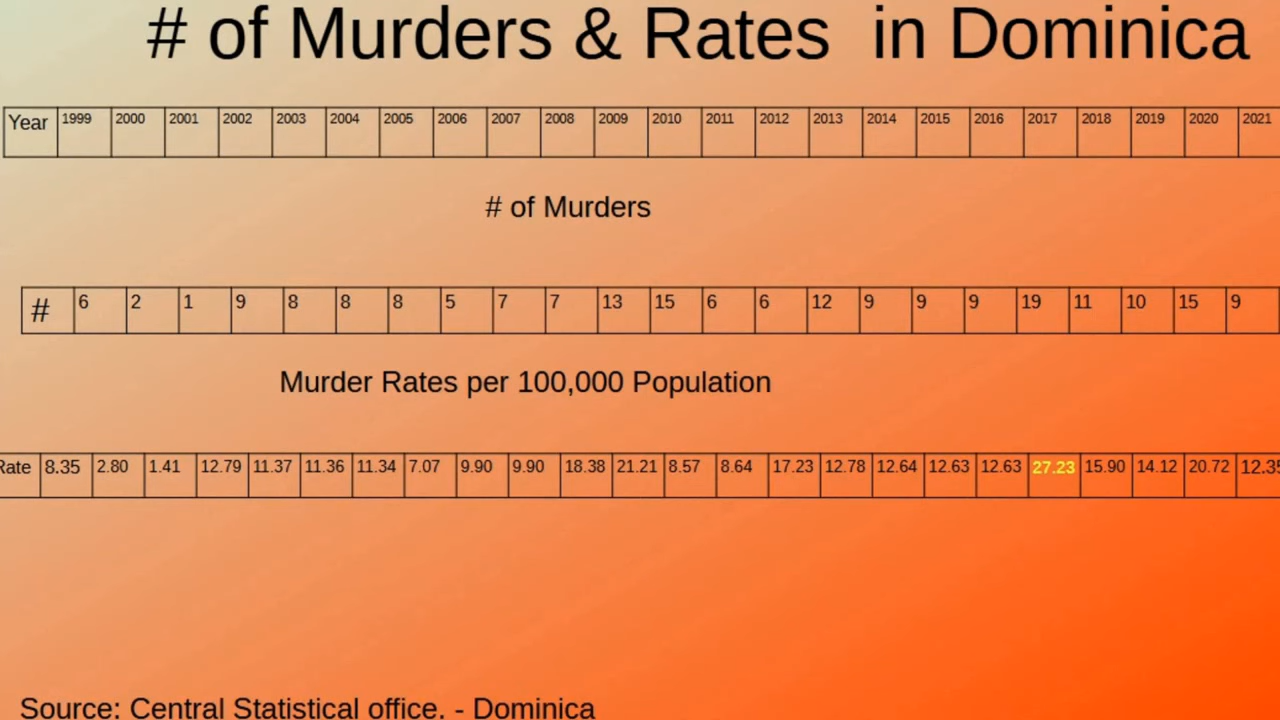 # of Murders & Rates in Dominica
Year 1999 2000 2001 2002 2003 2004 2005 2006 2007 2008 2009 2010 2011 2012 2013 2014 2015 2016 2017 2018 2019 2020 2021
# of Murders
# 6 2 1 9 8 8 8 5 7 7 13 15 6 6 12 9 9 9 19 11 10 15 9
Murder Rates per 100,000 Population
Rate 8.35 2.80 1.41 12.79 11.37 11.36 11.34 7.07 9.90 9.90 18.38 21.21 8.57 8.64 17.23 12.78 12.64 12.63 12.63 27.23 15.90 14.12 20.72 12.35
Source: Central Statistical office. - Dominica